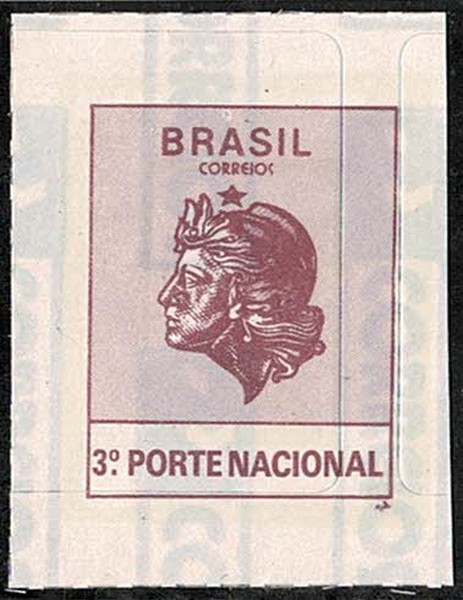 BRASIL
CORREIOS
3º PORTE NACIONAL